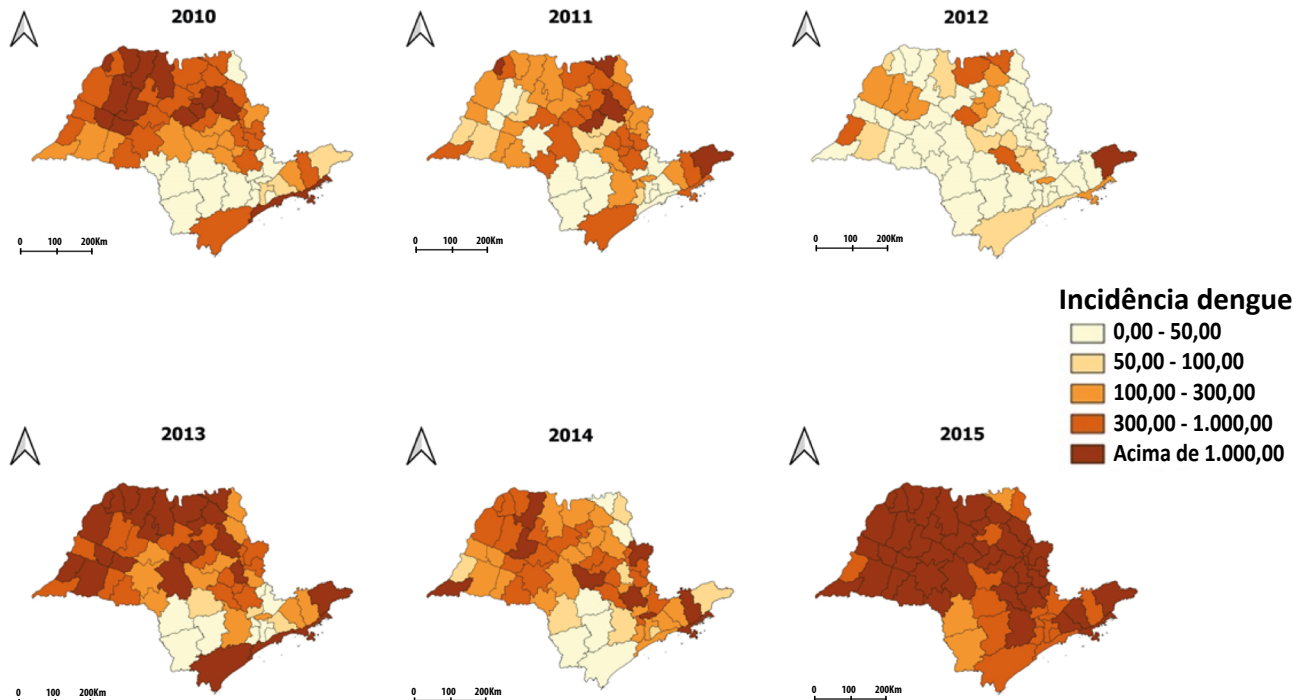 2010
2011
2012
0 100 200Km
0 100 200Km
0 100 200Km
Incidência dengue
0,00 - 50,00
50,00 - 100,00
100,00 - 300,00
300,00 - 1.000,00
Acima de 1.000,00
2013
2014
2015
0 100 200Km
0 100 200Km
0 100 200Km